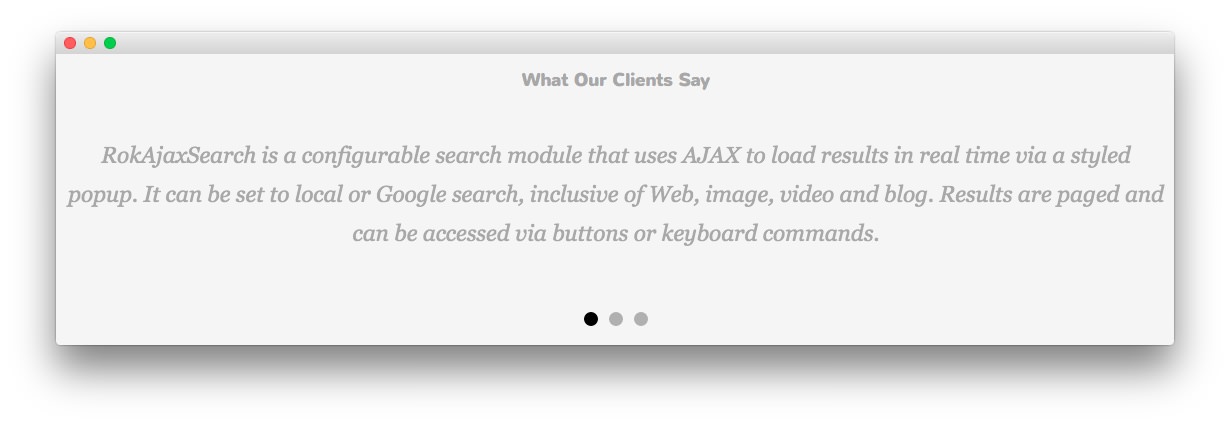 What Our Clients Say
RokAjaxSearch is a configurable search module that uses AJAX to load results in real time via a styled
popup. It can be set to local or Google search, inclusive of Web, image, video and blog. Results are paged and
can be accessed via buttons or keyboard commands.